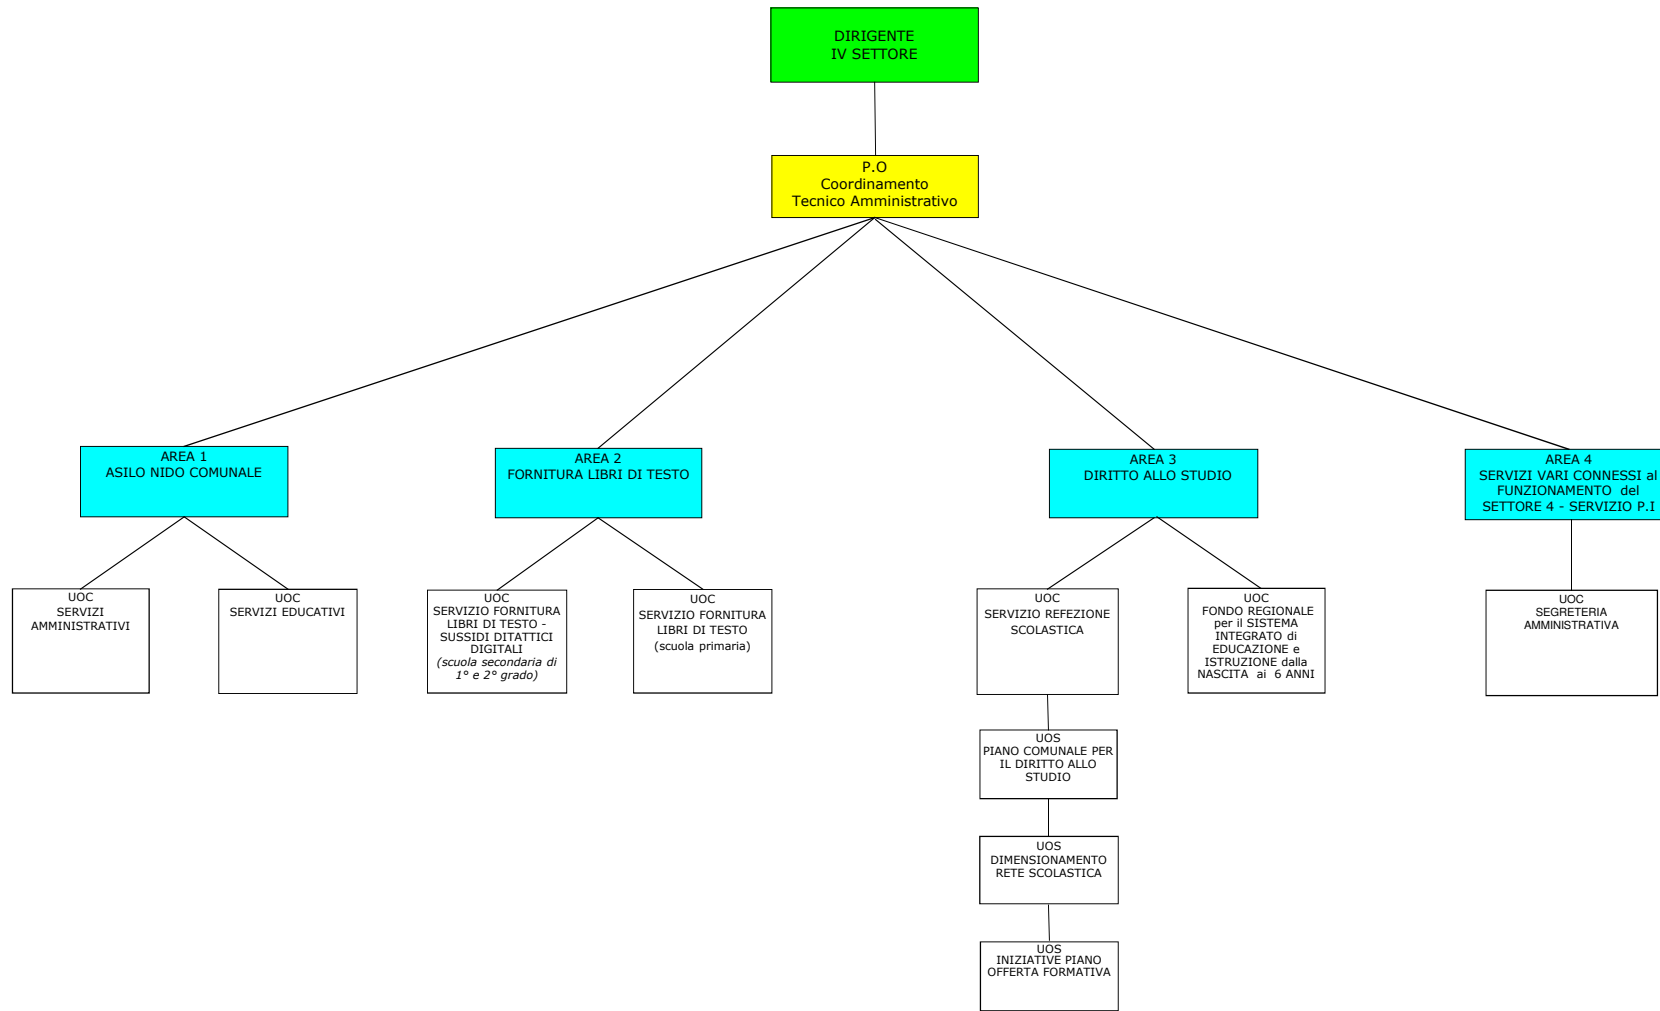 DIRIGENTE
IV SETTORE
P.O
Coordinamento
Tecnico Amministrativo
AREA 1
ASILO NIDO COMUNALE
AREA 2
FORNITURA LIBRI DI TESTO
AREA 3
DIRITTO ALLO STUDIO
AREA 4
SERVIZI VARI CONNESSI al
FUNZIONAMENTO del
SETTORE 4 - SERVIZIO P.I
UOC
SERVIZI
AMMINISTRATIVI
UOC
SERVIZI EDUCATIVI
UOC
SERVIZIO FORNITURA
LIBRI DI TESTO -
SUSSIDI DITATTICI
DIGITALI
(scuola secondaria di
1° e 2° grado)
UOC
SERVIZIO FORNITURA
LIBRI DI TESTO
(scuola primaria)
UOC
SERVIZIO REFEZIONE
SCOLASTICA
UOC
FONDO REGIONALE
per il SISTEMA
INTEGRATO di
EDUCAZIONE e
ISTRUZIONE dalla
NASCITA ai 6 ANNI
UOC
SEGRETERIA
AMMINISTRATIVA
UOS
PIANO COMUNALE PER
IL DIRITTO ALLO
STUDIO
UOS
DIMENSIONAMENTO
RETE SCOLASTICA
UOS
INIZIATIVE PIANO
OFFERTA FORMATIVA